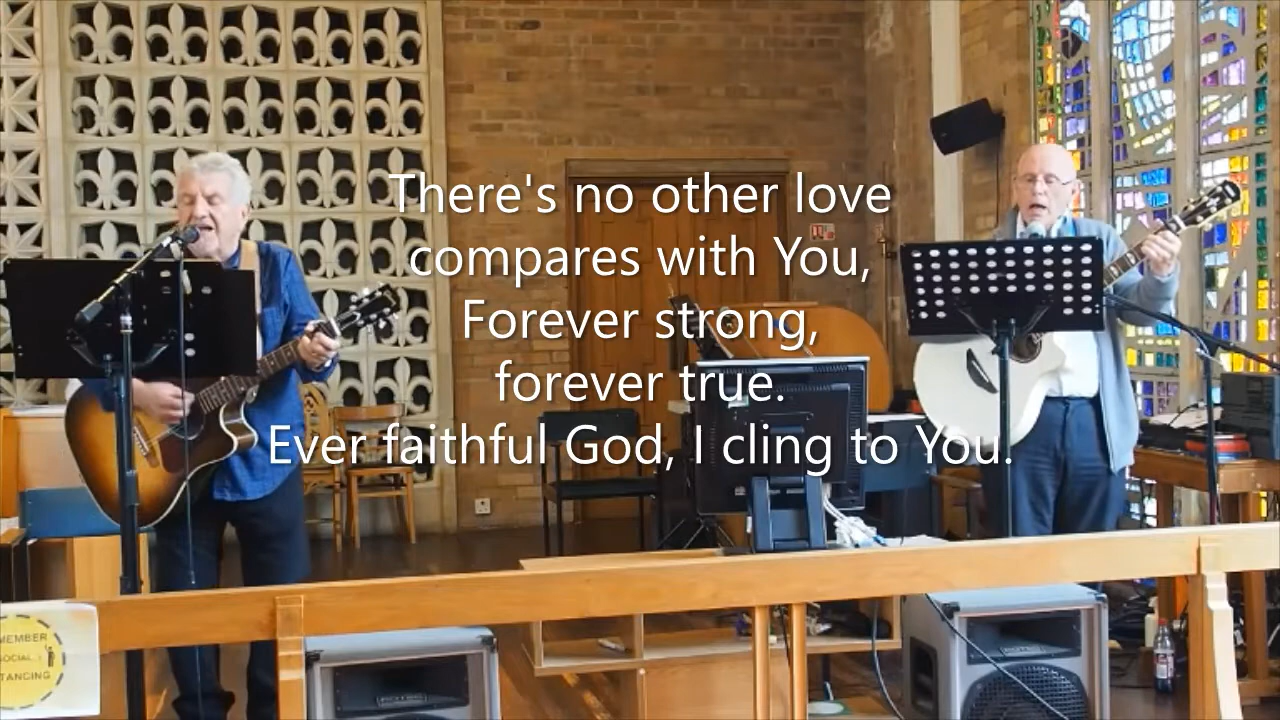 There's no other love
compares with You,
Forever strong,
forever true.
Ever faithful God, I cling to You.
MEMBER
SOCIAL
TANCING